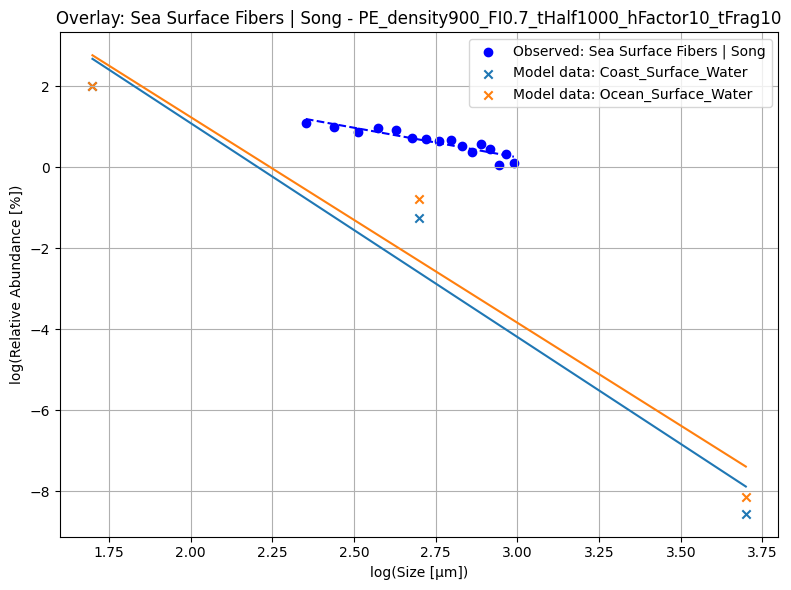 Overlay: Sea Surface Fibers | Song - PE_density900_FI0.7_tHalf1000_hFactor10_tFrag10
Observed: Sea Surface Fibers | Song
Model data: Coast_Surface_Water
Model data: Ocean_Surface_Water
log(Relative Abundance [%])
2
0
−2
−4
−6
−8
1.75 2.00 2.25 2.50 2.75 3.00 3.25 3.50 3.75
log(Size [µm])